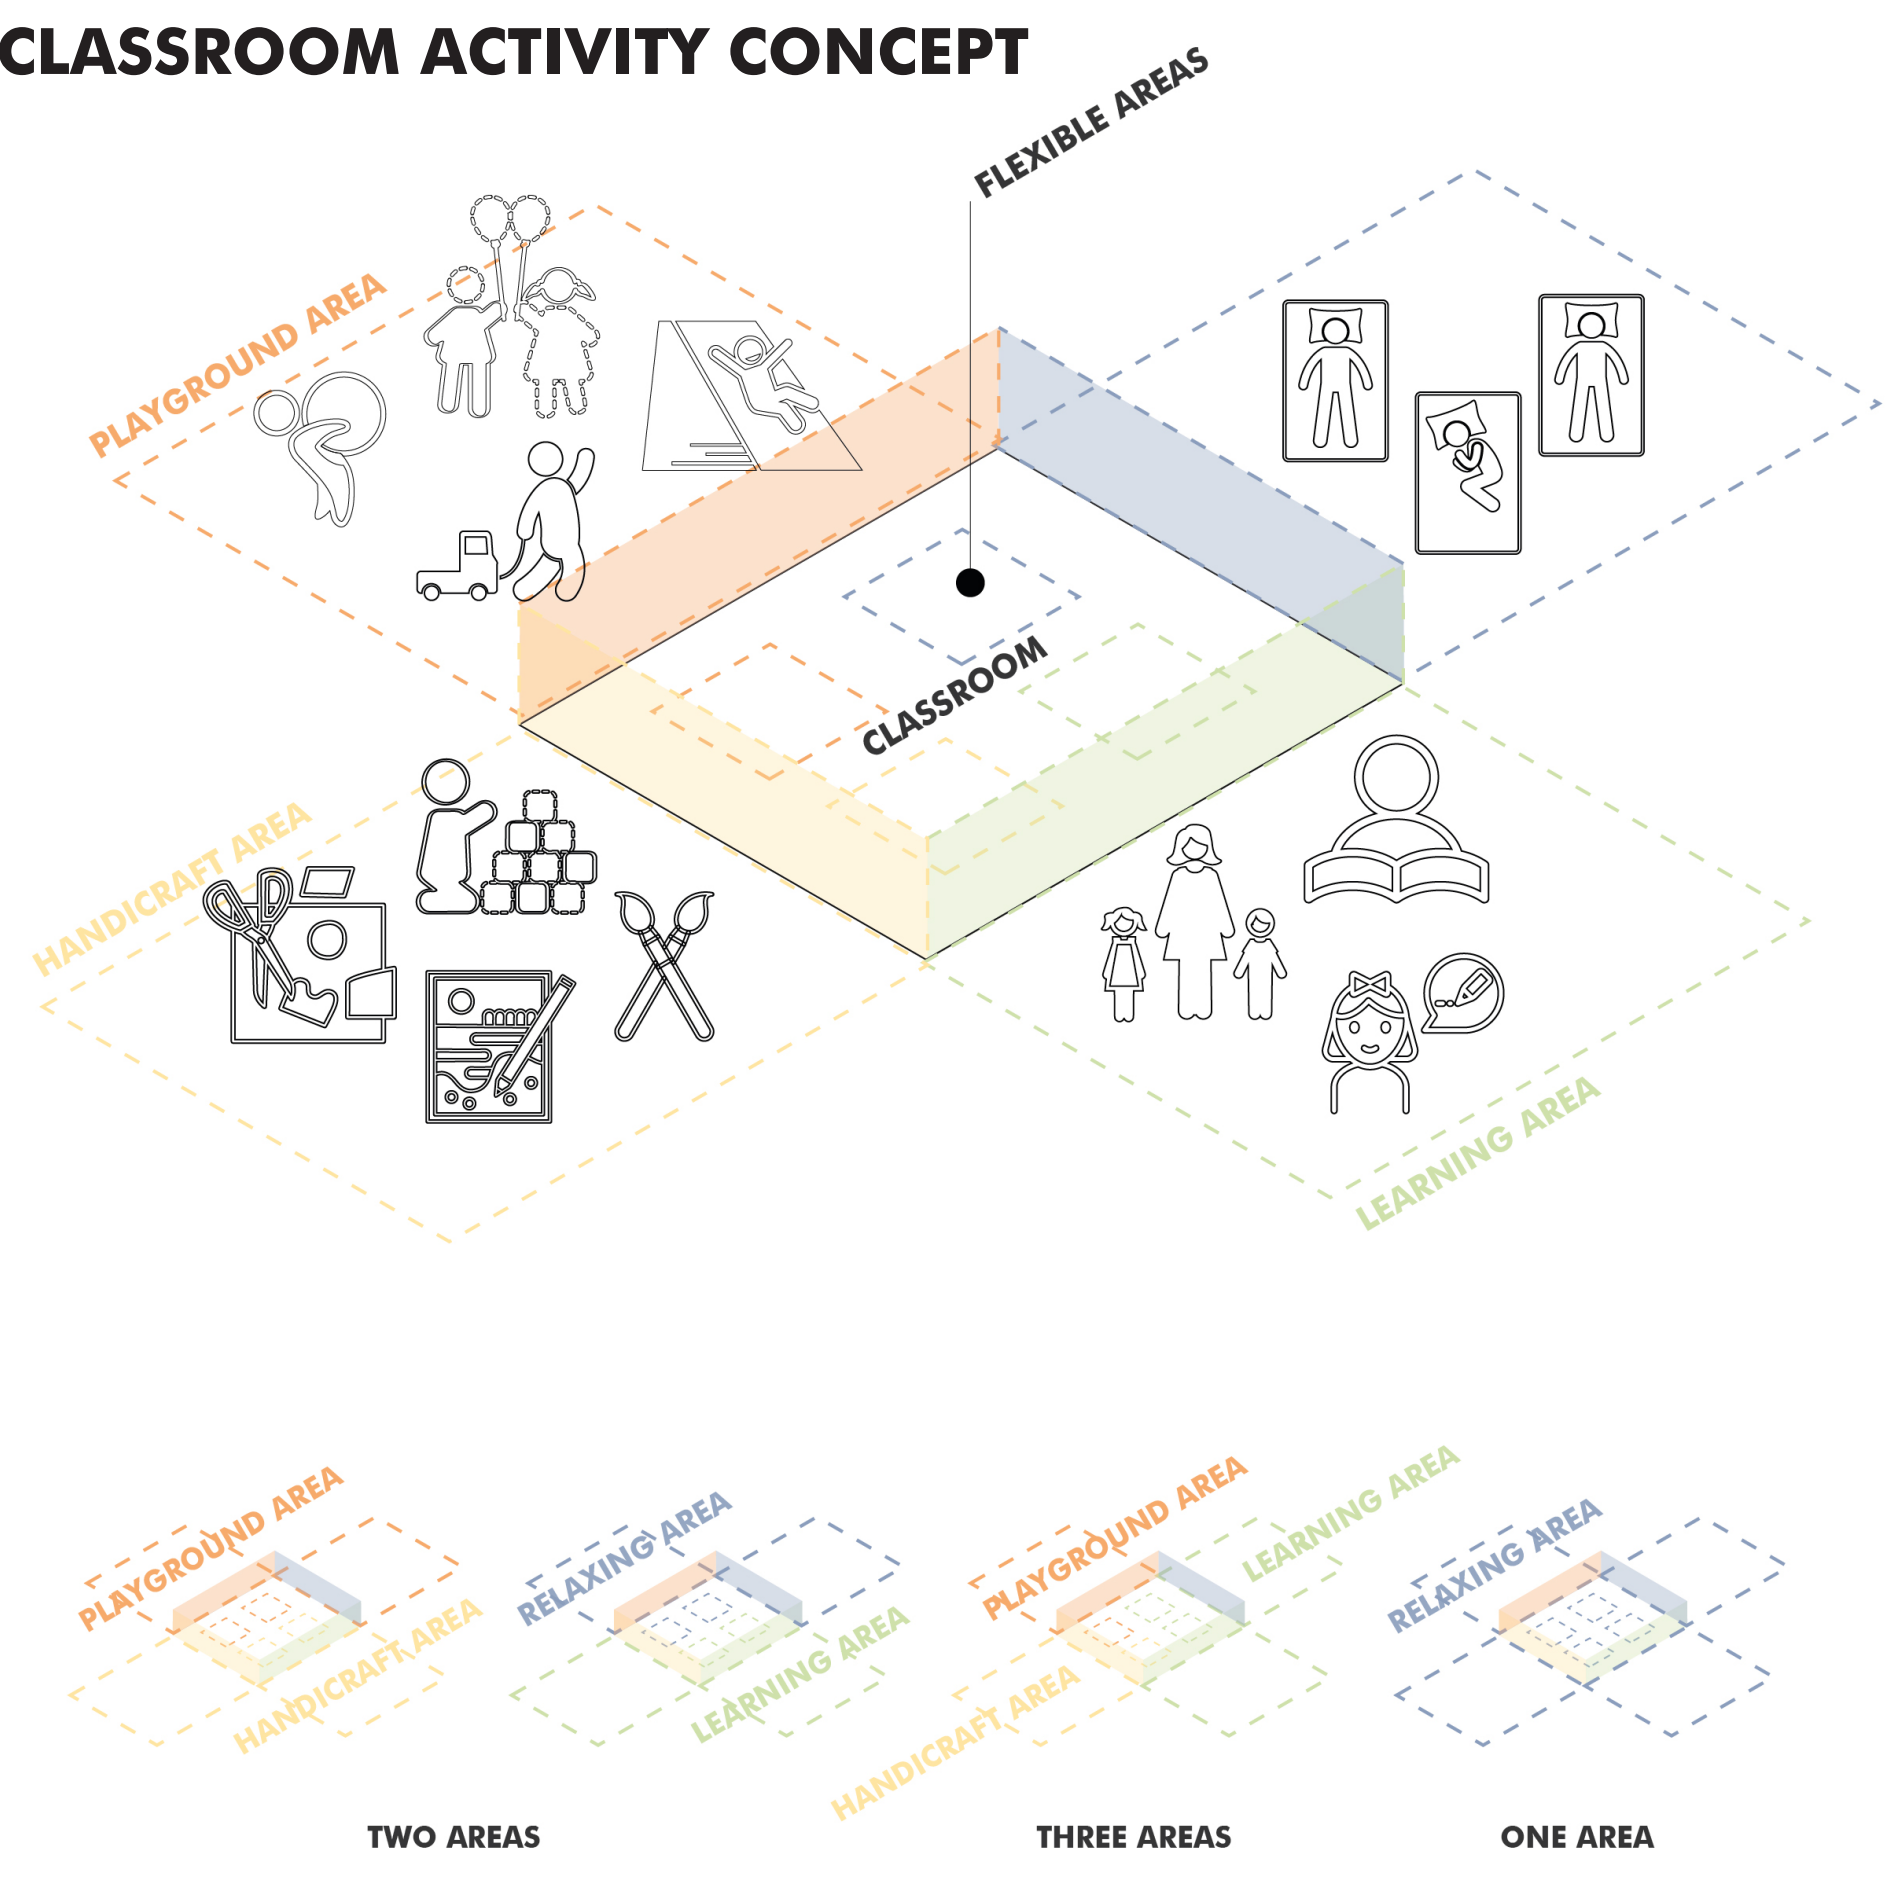 CLASSROOM ACTIVITY CONCEPT
FLEXIBLE AREAS
PLAYGROUND AREA
CLASSROOM
HANDICRAFT AREA
LEARNING AREA
PLAYGROUND AREA
HANDICRAFT AREA
RELAXING AREA
LEARNING AREA
PLAYGROUND AREA
LEARNING AREA
HANDICRAFT AREA
RELAXING AREA
TWO AREAS
THREE AREAS
ONE AREA